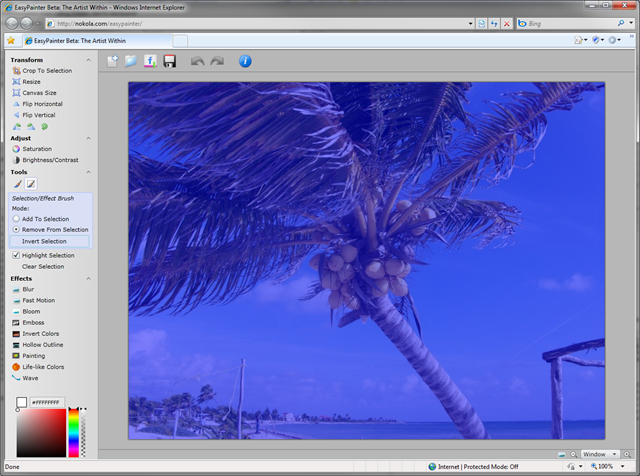 EasyPainter Beta: The Artist Within - Windows Internet Explorer
http://nokola.com/easypainter/
Bing
EasyPainter Beta: The Artist Within
Transform
Crop To Selection
Resize
Canvas Size
Flip Horizontal
Flip Vertical
Adjust
Saturation
Brightness/Contrast
Tools
Selection/Effect Brush
Mode:
Add To Selection
Remove From Selection
Invert Selection
Highlight Selection
Clear Selection
Effects
Blur
Fast Motion
Bloom
Emboss
Invert Colors
Hollow Outline
Painting
Life-like Colors
Wave
#FFFFFFFF
Window
Done
Internet | Protected Mode: Off
100%